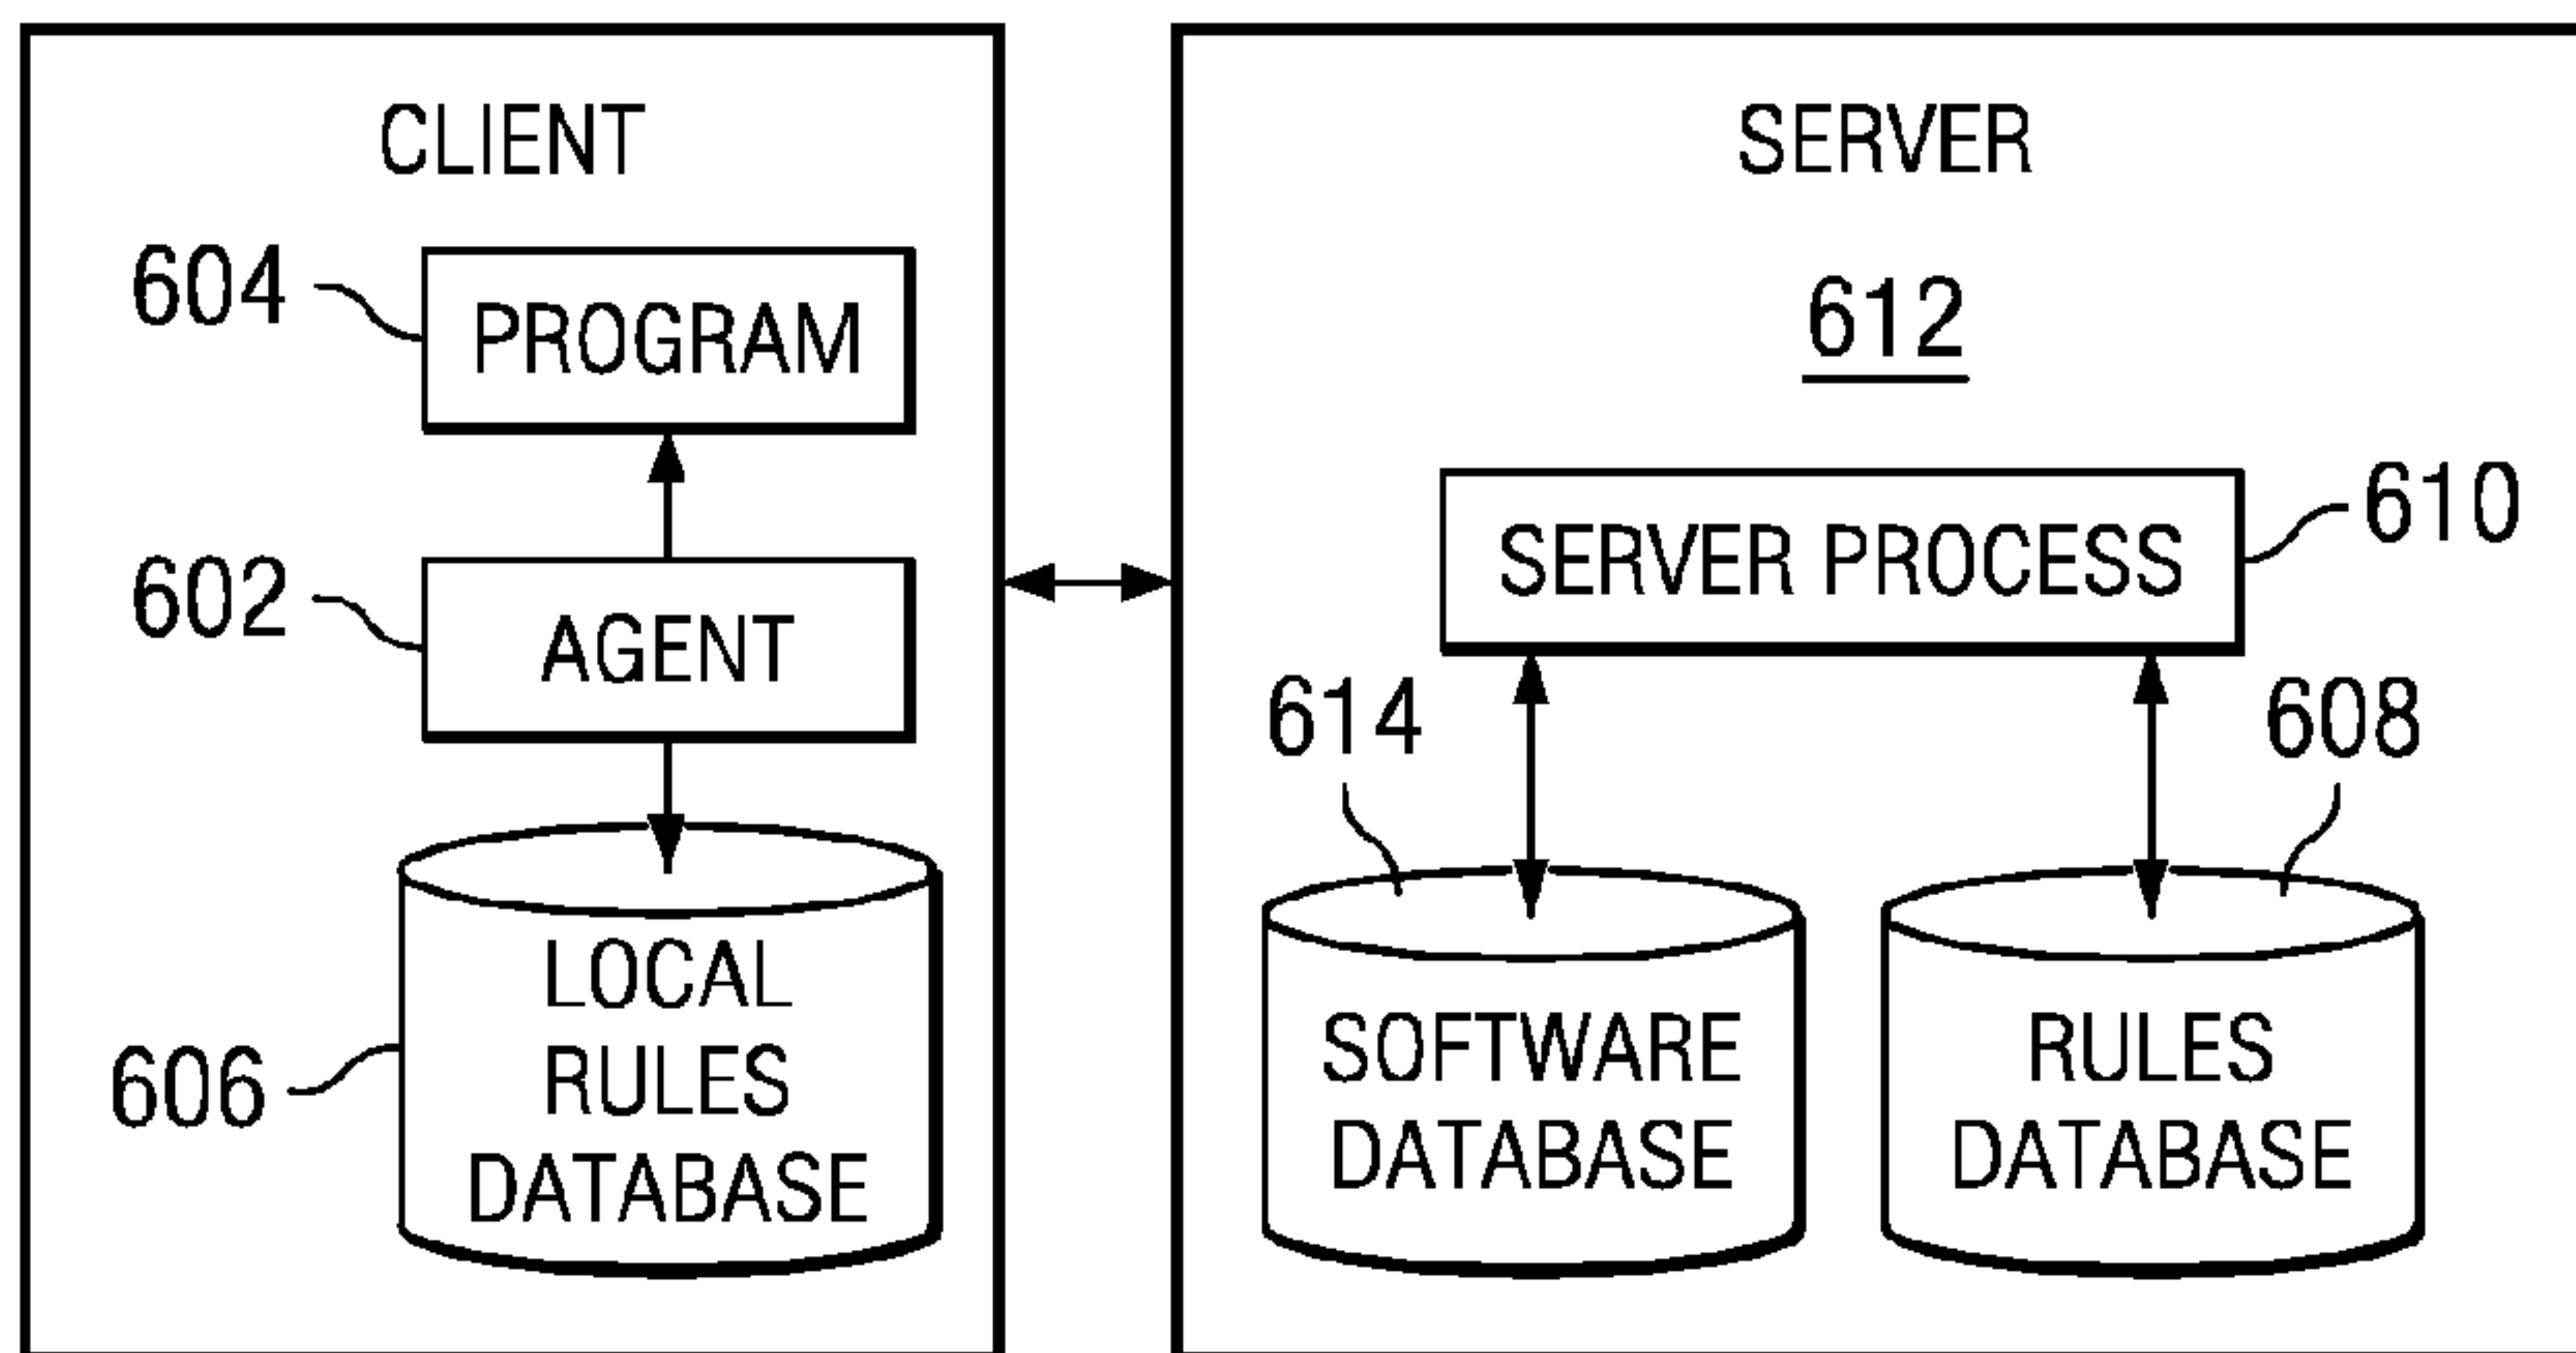 CLIENT
604
PROGRAM
602
AGENT
606
LOCAL
RULES
DATABASE
SERVER
612
SERVER PROCESS
610
614
608
SOFTWARE
DATABASE
RULES
DATABASE